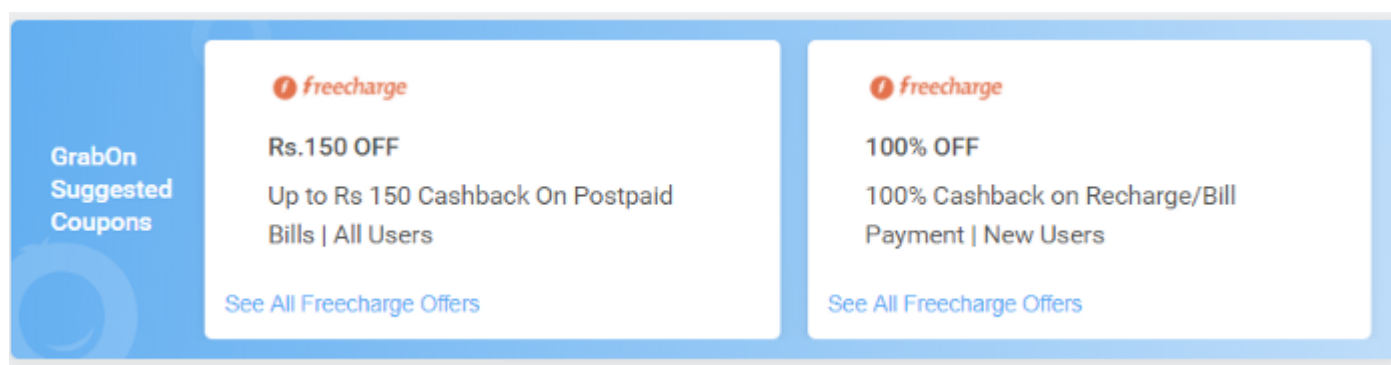 GrabOn
Suggested
Coupons
freecharge
Rs.150 OFF
Up to Rs 150 Cashback On Postpaid
Bills | All Users
See All Freecharge Offers
freecharge
100% OFF
100% Cashback on Recharge/Bill
Payment | New Users
See All Freecharge Offers